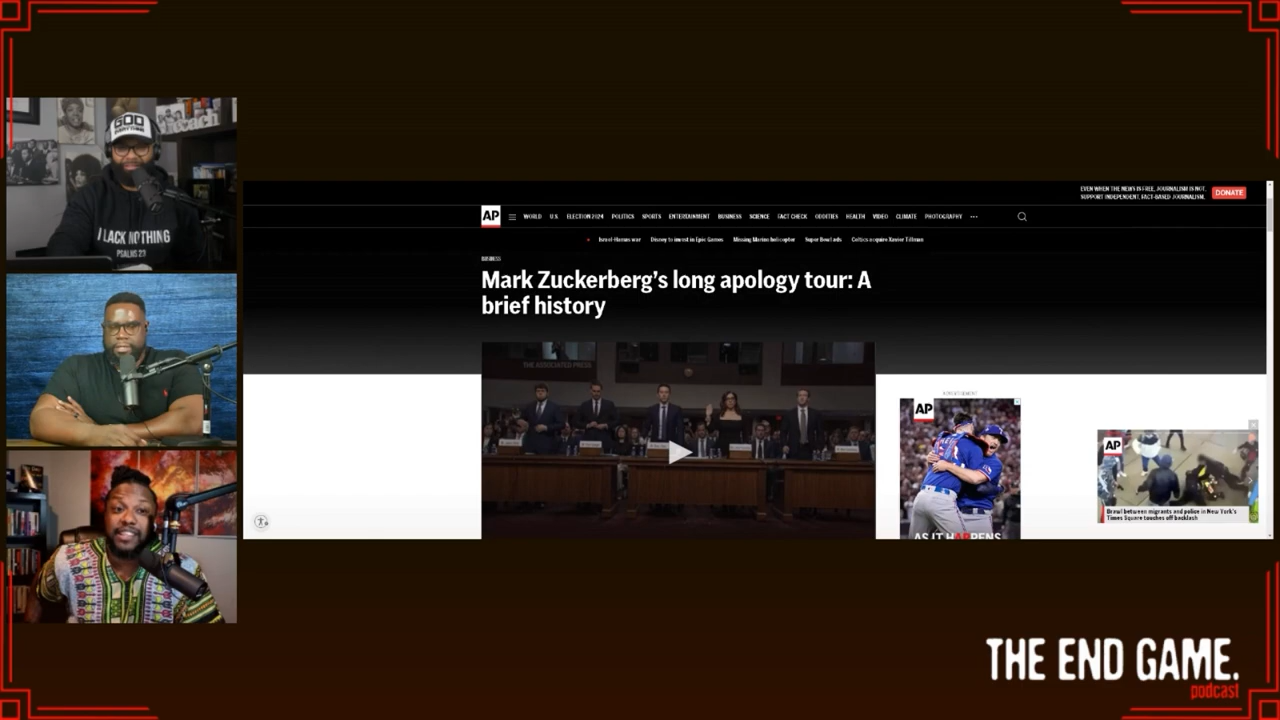 GOD
EVERYTHING
I LACK NOTHING
PSALMS 23:1
EVEN WHEN THE NEWS IS FREE, JOURNALISM IS NOT.
SUPPORT INDEPENDENT, FACT-BASED JOURNALISM.
DONATE
AP
WORLD U.S. ELECTION 2024 POLITICS SPORTS ENTERTAINMENT BUSINESS SCIENCE FACT CHECK ODDITIES HEALTH VIDEO CLIMATE PHOTOGRAPHY ...
Israel-Hamas war Disney to invest in Epic Games Missing Marine helicopter Super Bowl ads Celtics acquire Xavier Tillman
BUSINESS
Mark Zuckerberg's long apology tour: A
brief history
THE ASSOCIATED PRESS
ADVERTISEMENT
AP
AS IT HAPPENS
AP
Brawl between migrants and police in New York's
Times Square touches off backlash
THE END GAME.
podcast